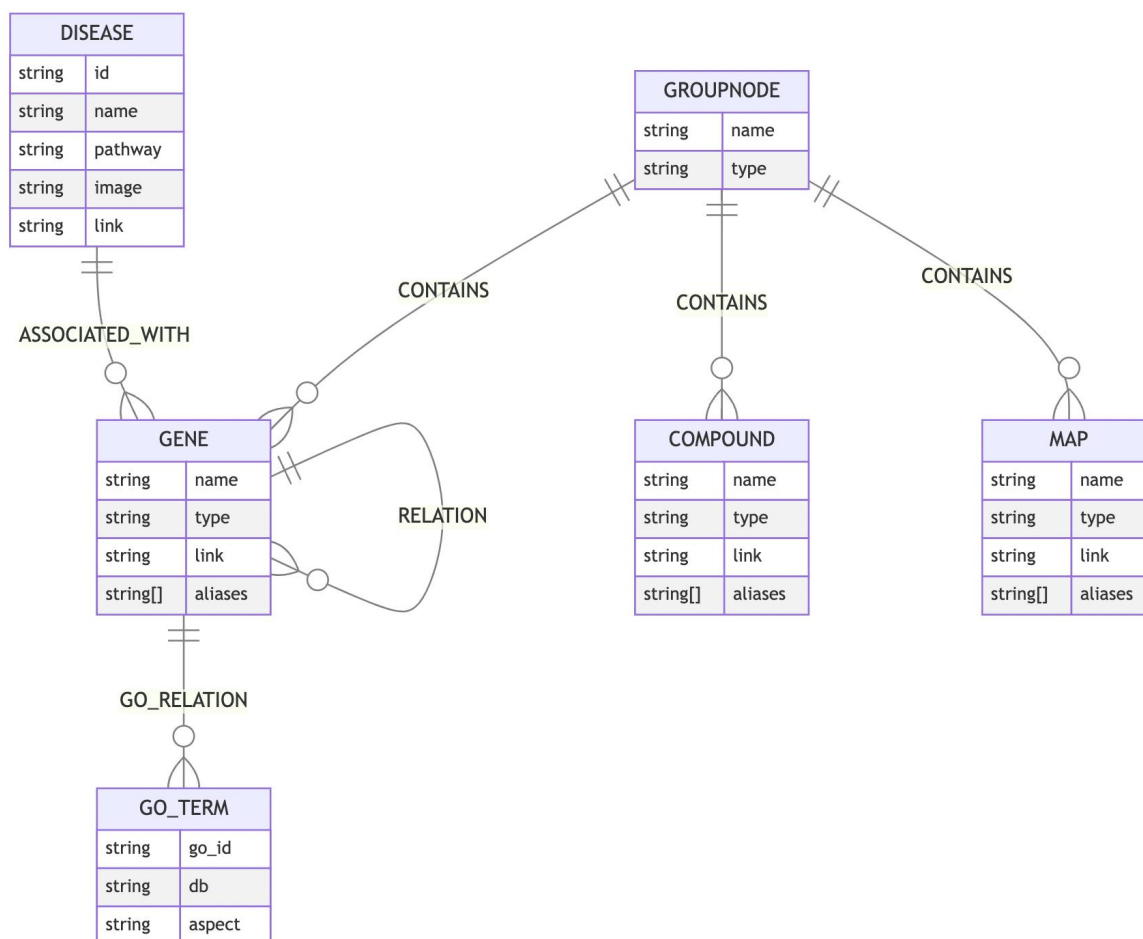 DISEASE
string id
string name
string pathway
string image
string link
GROUPNODE
string name
string type
CONTAINS
CONTAINS
CONTAINS
ASSOCIATED_WITH
GENE
string name
string type
string link
string[] aliases
RELATION
COMPOUND
string name
string type
string link
string[] aliases
MAP
string name
string type
string link
string[] aliases
GO_RELATION
GO_TERM
string go_id
string db
string aspect